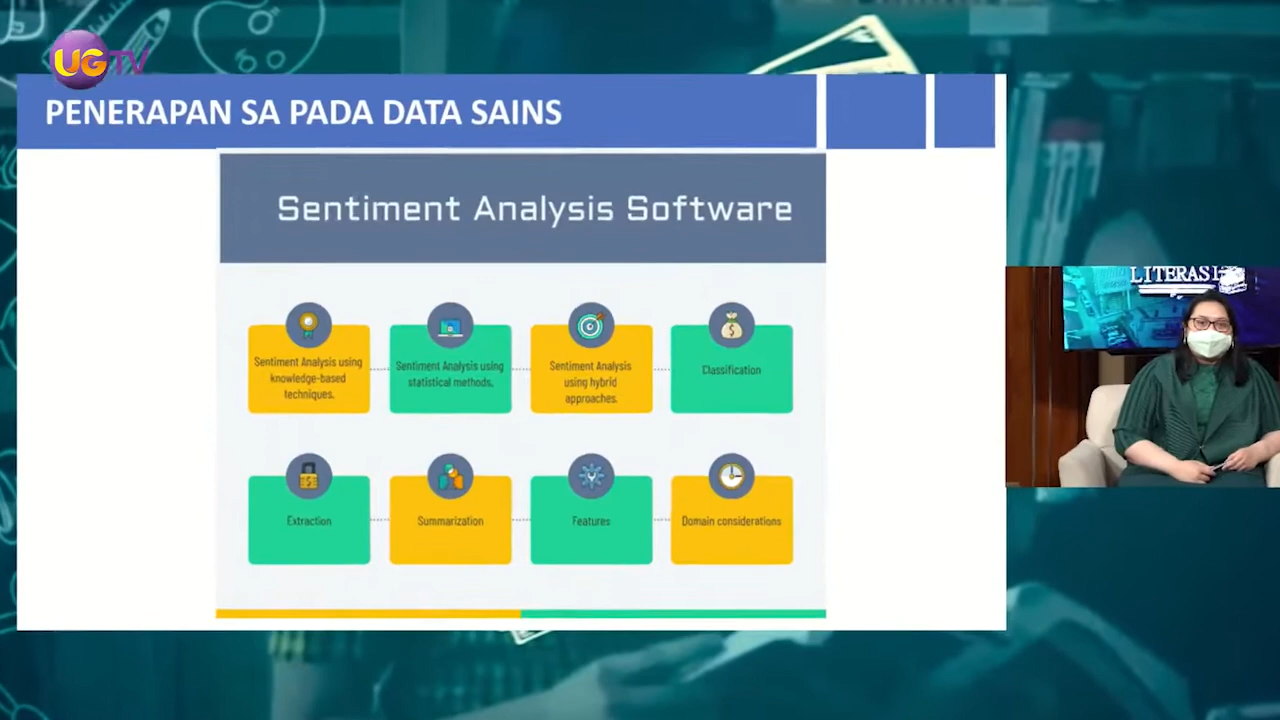 UGTV
PENERAPAN SA PADA DATA SAINS
Sentiment Analysis Software
Sentiment Analysis using
knowledge-based
techniques.
Sentiment Analysis using
statistical methods.
Sentiment Analysis
using hybrid
approaches.
Classification
Extraction
Summarization
Features
Domain considerations
LITERASI